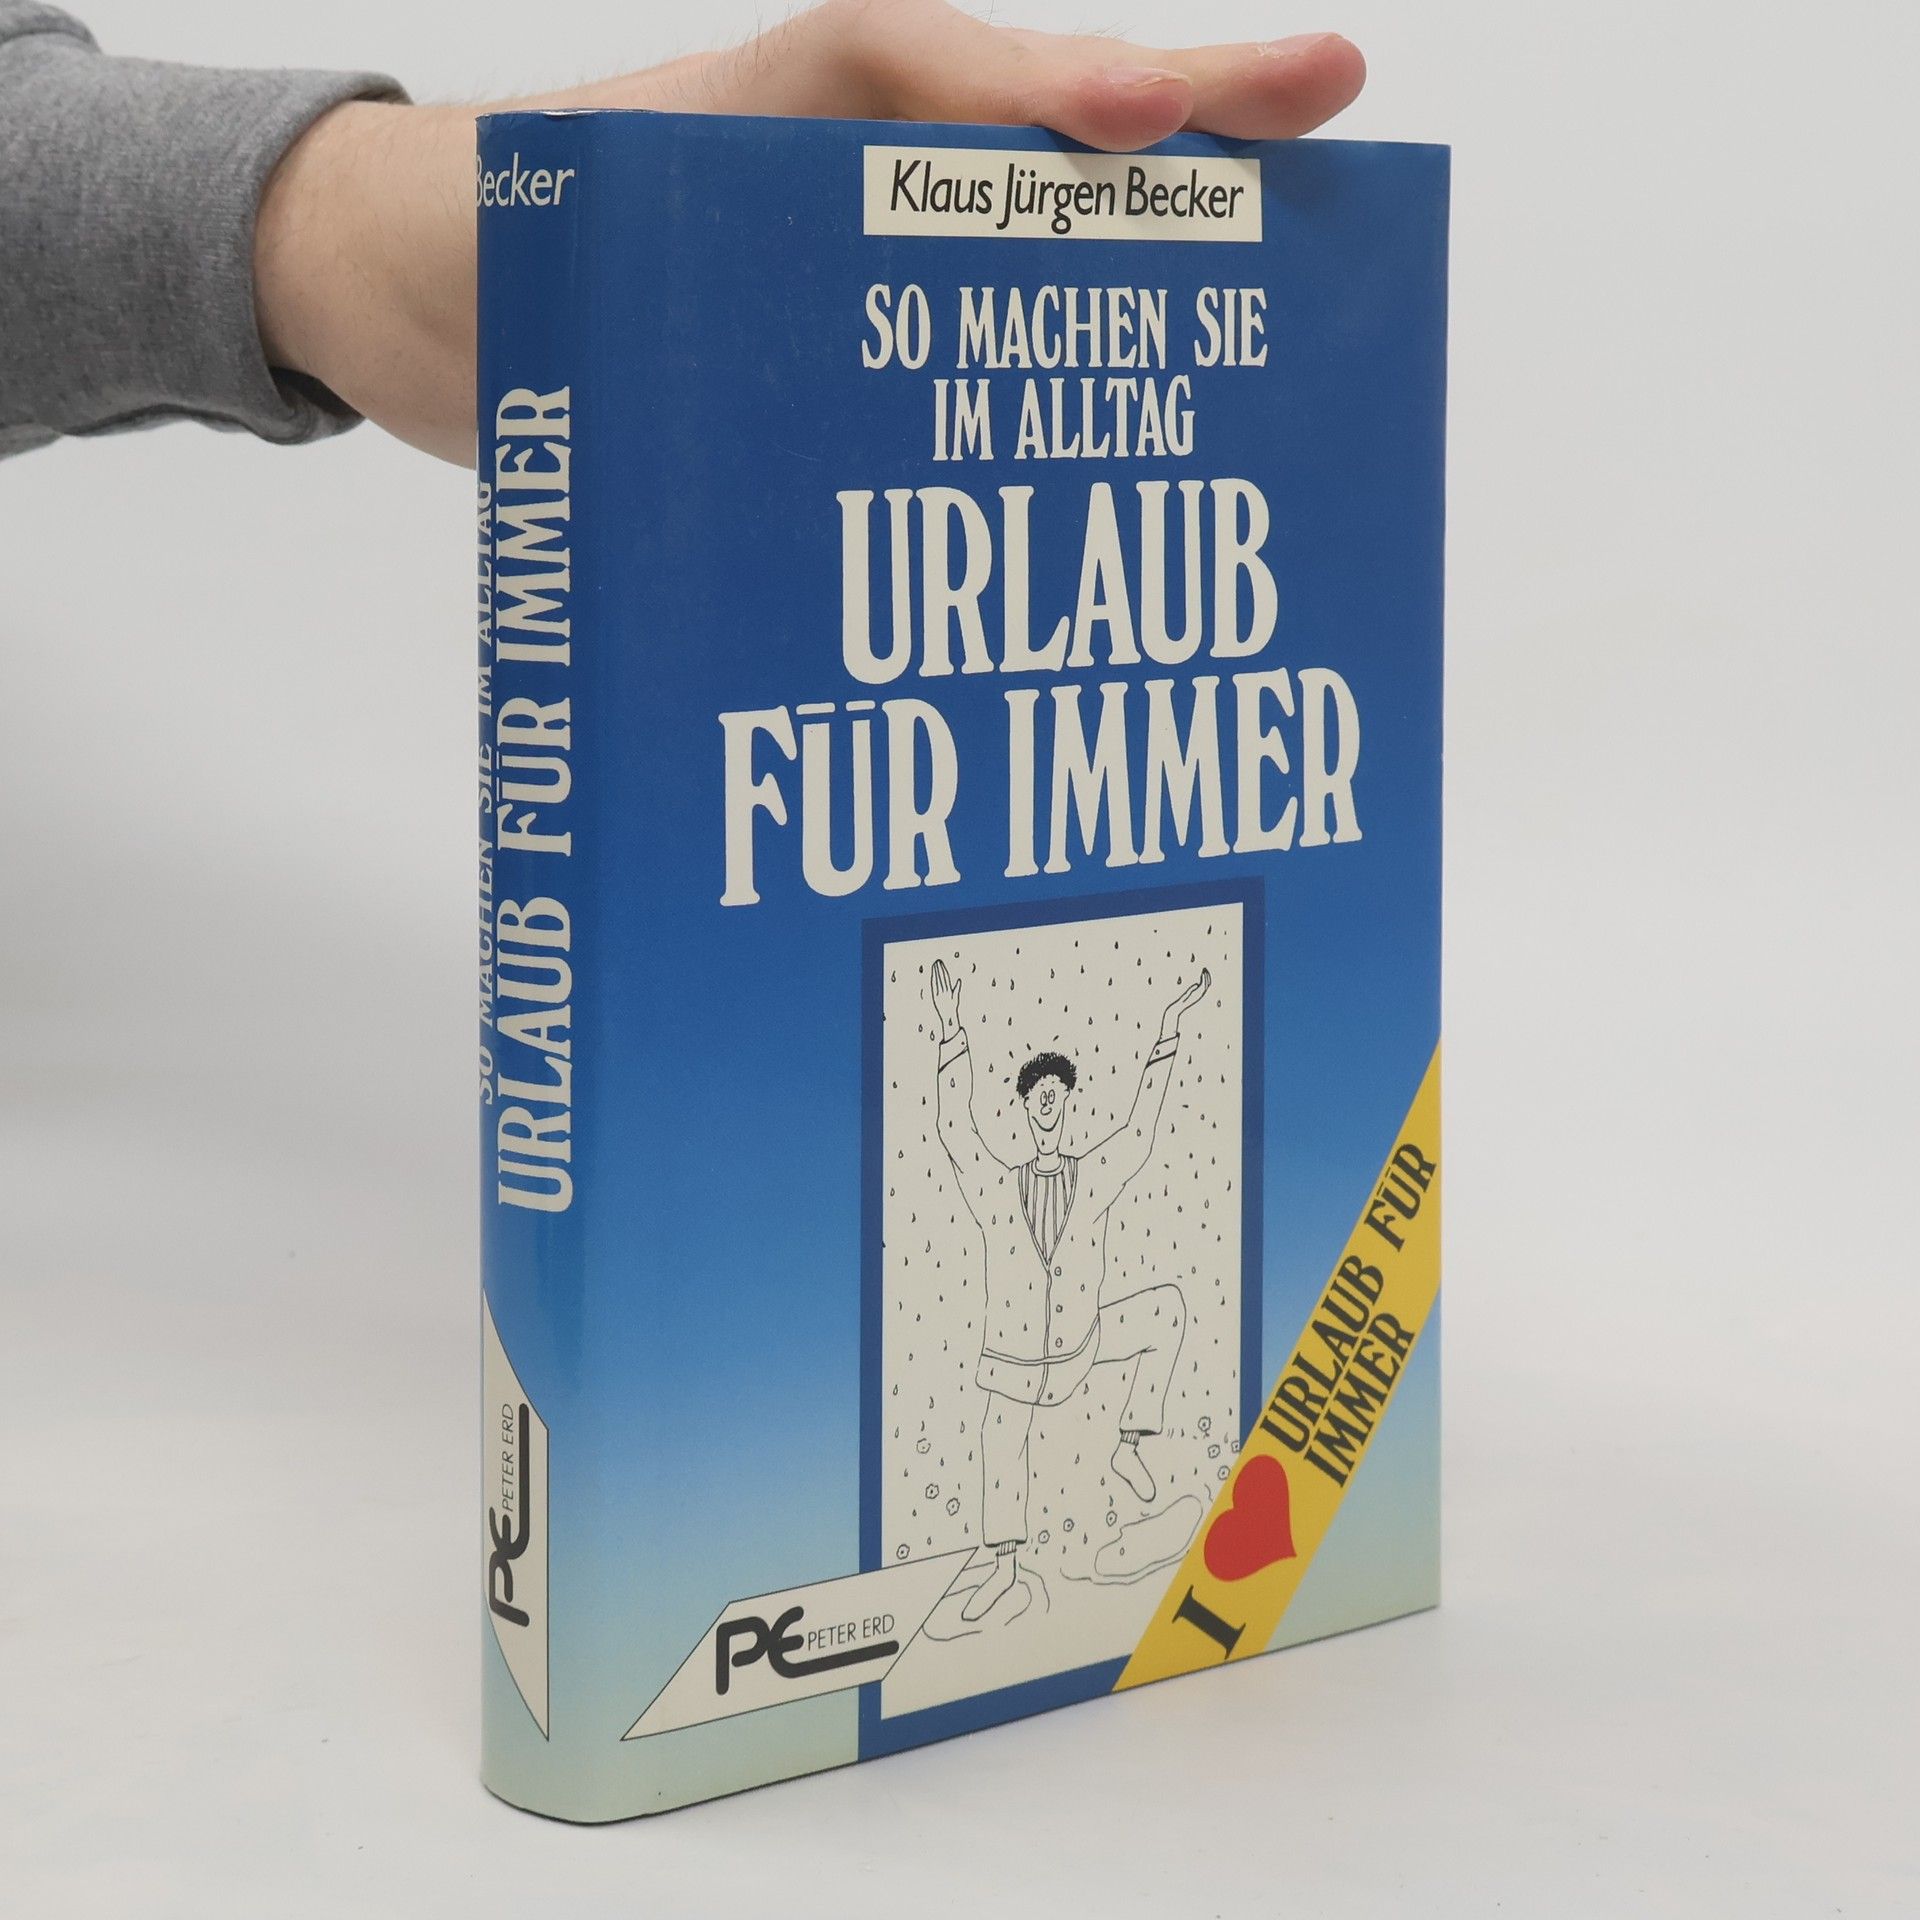 Becker
SO MACHEN SIE IM ALLTAG
URLAUB FÜR IMMER
PE PETER ERD
Klaus Jürgen Becker
SO MACHEN SIE
IM ALLTAG
URLAUB
FÜR IMMER
I ❤ URLAUB FÜR
IMMER
PE PETER ERD